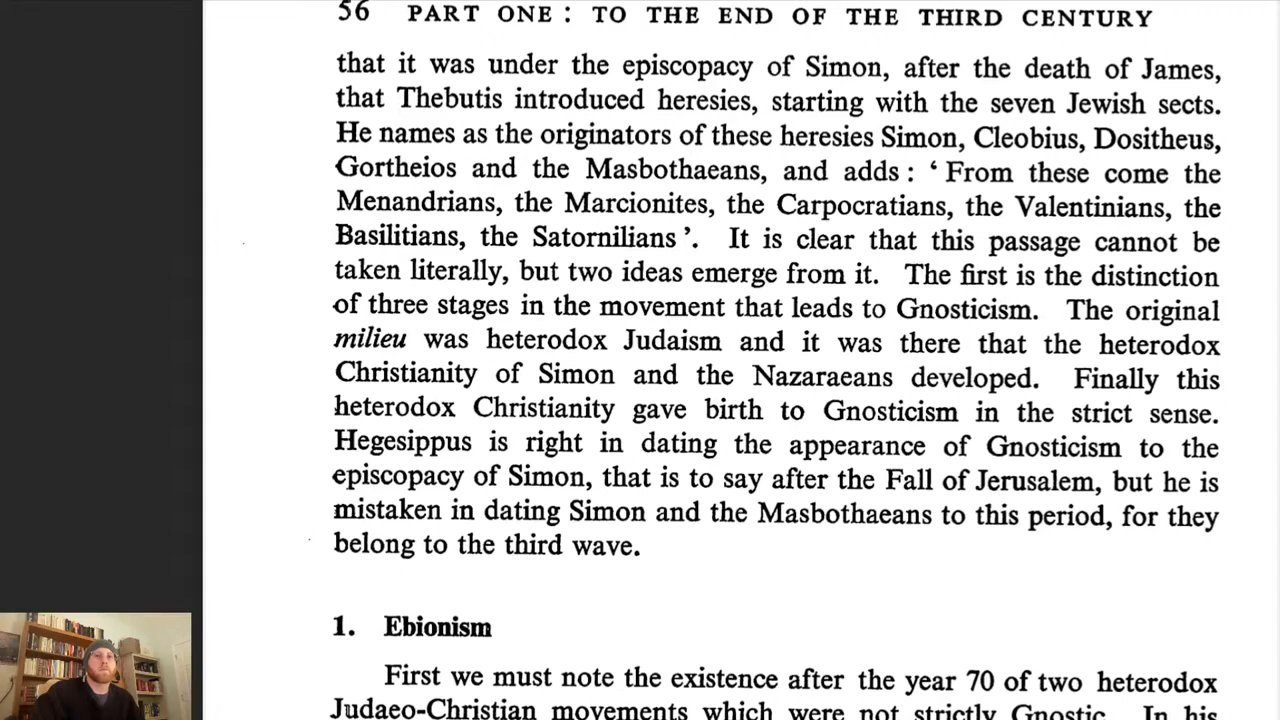 56 PART ONE : TO THE END OF THE THIRD CENTURY
that it was under the episcopacy of Simon, after the death of James,
that Thebutis introduced heresies, starting with the seven Jewish sects.
He names as the originators of these heresies Simon, Cleobius, Dositheus,
Gortheios and the Masbothaeans, and adds : ‘ From these come the
Menandrians, the Marcionites, the Carpocratians, the Valentinians, the
Basilitians, the Satornilians ’. It is clear that this passage cannot be
taken literally, but two ideas emerge from it. The first is the distinction
of three stages in the movement that leads to Gnosticism. The original
milieu was heterodox Judaism and it was there that the heterodox
Christianity of Simon and the Nazaraeans developed. Finally this
heterodox Christianity gave birth to Gnosticism in the strict sense.
Hegesippus is right in dating the appearance of Gnosticism to the
episcopacy of Simon, that is to say after the Fall of Jerusalem, but he is
mistaken in dating Simon and the Masbothaeans to this period, for they
belong to the third wave.
1. Ebionism
First we must note the existence after the year 70 of two heterodox
Judaeo-Christian movements which were not strictly Gnostic. In his